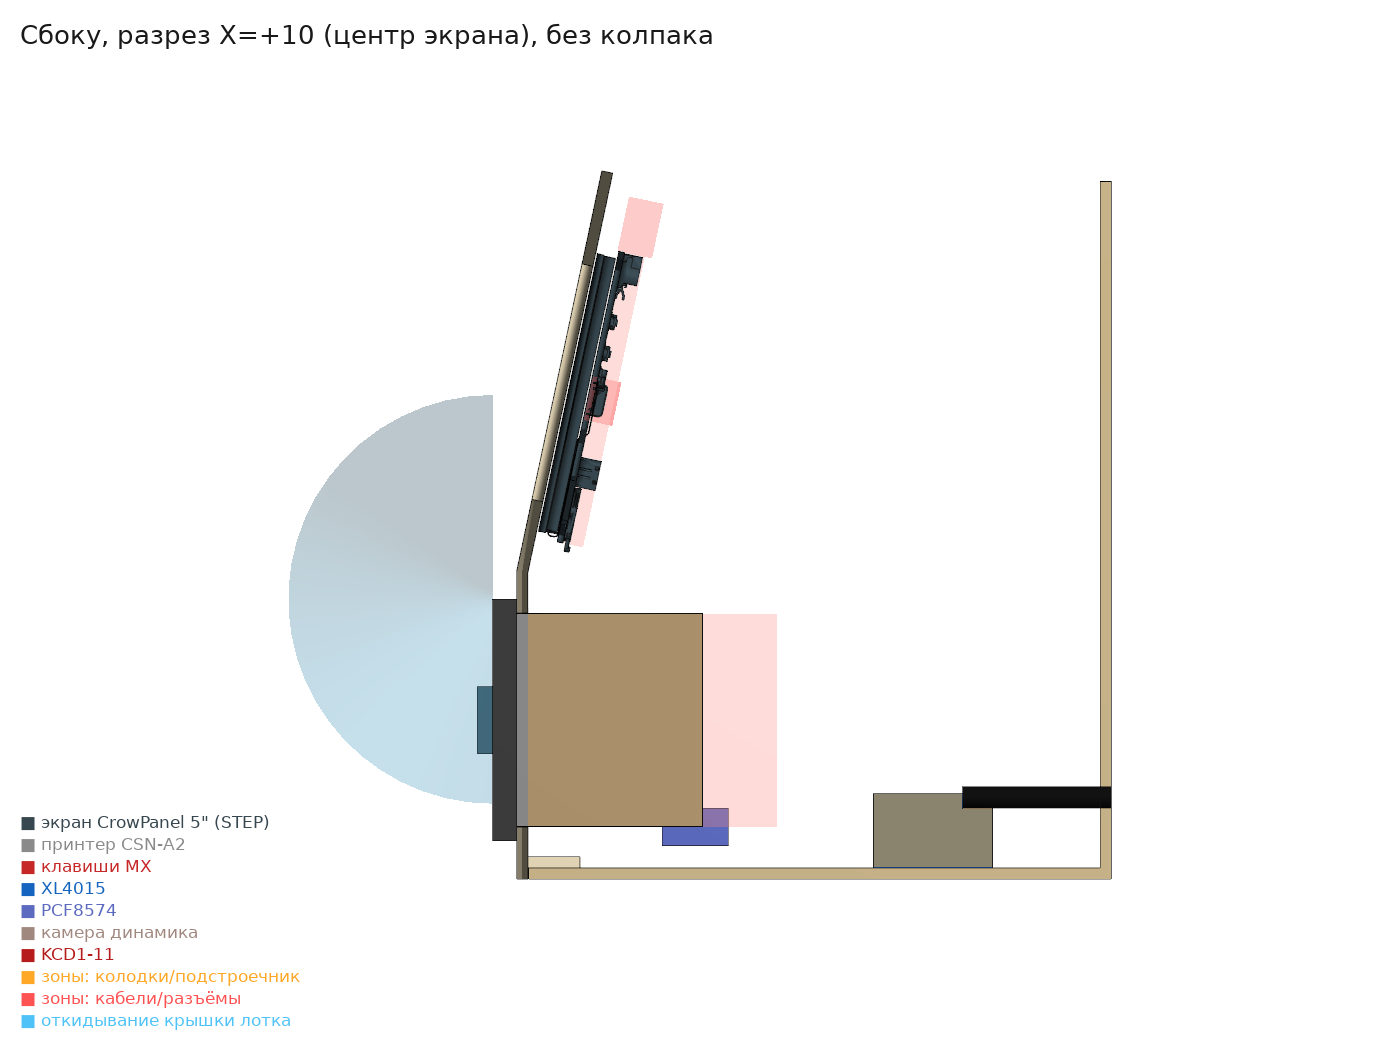 Сбоку, разрез X=+10 (центр экрана), без колпака
экран CrowPanel 5" (STEP)
принтер CSN-A2
клавиши MX
XL4015
PCF8574
камера динамика
KCD1-11
зоны: колодки/подстроечник
зоны: кабели/разъёмы
откидывание крышки лотка